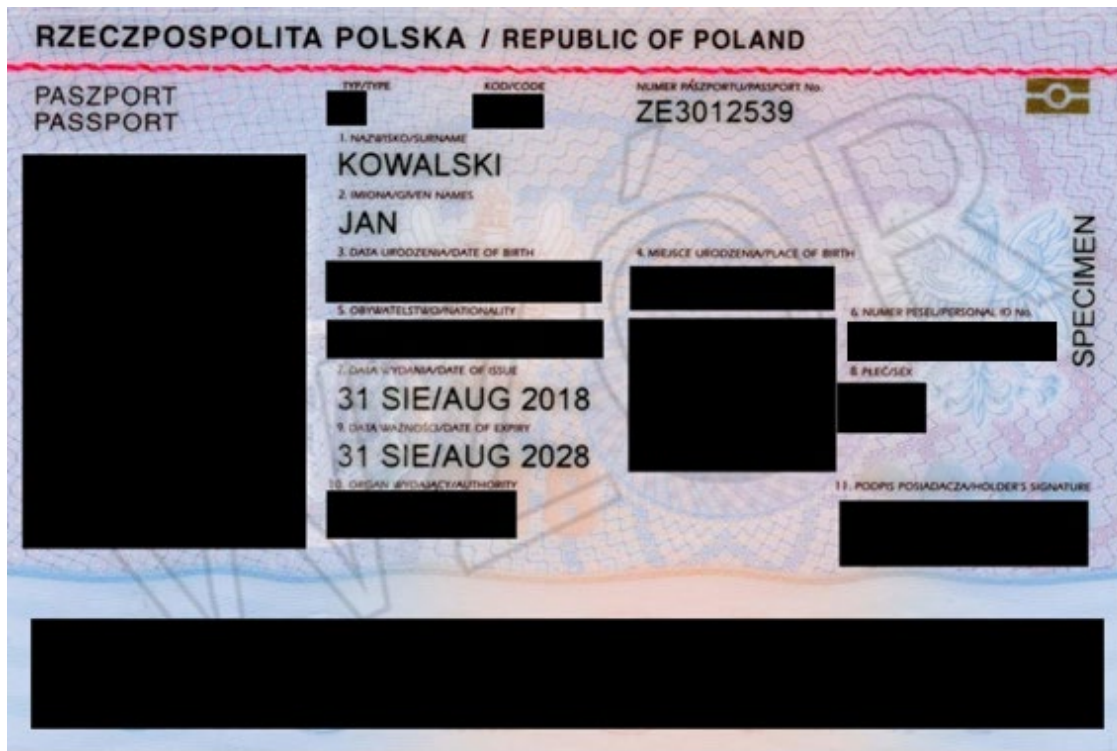 RZECZPOSPOLITA POLSKA / REPUBLIC OF POLAND
PASZPORT
PASSPORT
TYP/TYPE
KOD/CODE
NUMER PASZPORTU/PASSPORT No.
ZE3012539
1. NAZWISKO/SURNAME
KOWALSKI
2. IMIONA/GIVEN NAMES
JAN
3. DATA URODZENIA/DATE OF BIRTH
4. MIEJSCE URODZENIA/PLACE OF BIRTH
5. OBYWATELSTWO/NATIONALITY
6. NUMER PESEL/PERSONAL ID No.
7. DATA WYDANIA/DATE OF ISSUE
31 SIE/AUG 2018
8. PŁEĆ/SEX
9. DATA WAŻNOŚCI/DATE OF EXPIRY
31 SIE/AUG 2028
10. ORGAN WYDAJĄCY/AUTHORITY
11. PODPIS POSIADACZA/HOLDER'S SIGNATURE
SPECIMEN
WZÓR